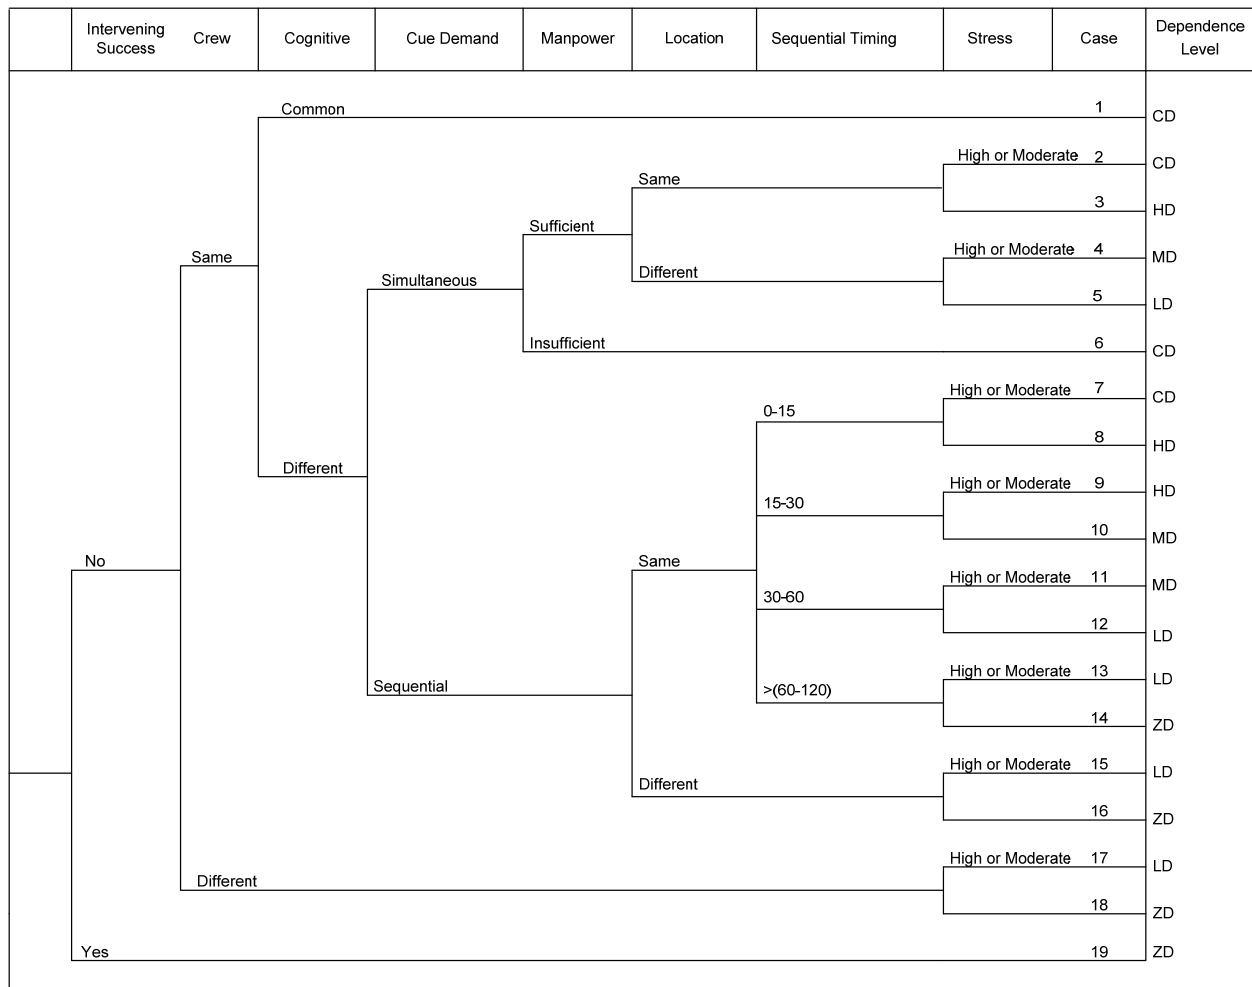 Intervening Success
Crew
Cognitive
Cue Demand
Manpower
Location
Sequential Timing
Stress
Case
Dependence Level
Common
1
CD
High or Moderate 2
CD
Same
3
HD
Sufficient
High or Moderate 4
MD
Same
Different
Simultaneous
5
LD
Insufficient
6
CD
High or Moderate 7
CD
0-15
8
HD
Different
High or Moderate 9
HD
15-30
10
MD
No
Same
High or Moderate 11
MD
30-60
12
LD
Sequential
High or Moderate 13
LD
>(60-120)
14
ZD
High or Moderate 15
LD
Different
16
ZD
High or Moderate 17
LD
Different
18
ZD
Yes
19
ZD